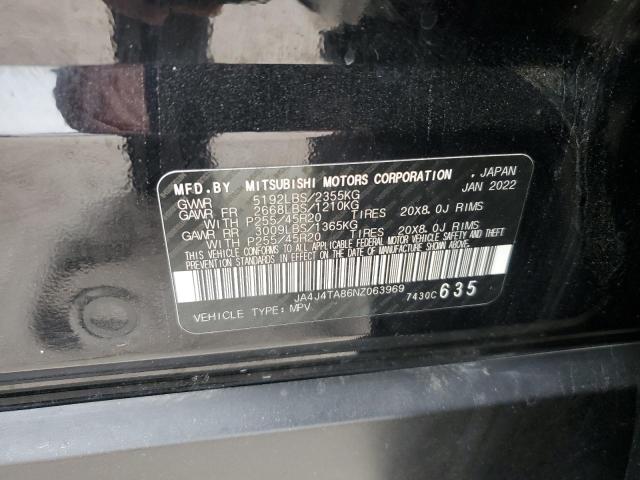 MFD.BY MITSUBISHI MOTORS CORPORATION , JAPAN
GVWR 5192LBS/2355KG JAN 2022
GAWR FR 2668LBS/1210KG
WITH P255/45R20 TIRES 20X8.0J RIMS
GAWR RR 3009LBS/1365KG
WITH P255/45R20 TIRES 20X8.0J RIMS
THIS VEHICLE CONFORMS TO ALL APPLICABLE FEDERAL MOTOR VEHICLE SAFETY AND THEFT
PREVENTION STANDARDS IN EFFECT ON THE DATE OF MANUFACTURE SHOWN ABOVE.
JA4J4TA86NZ063969 7430C 635
VEHICLE TYPE: MPV